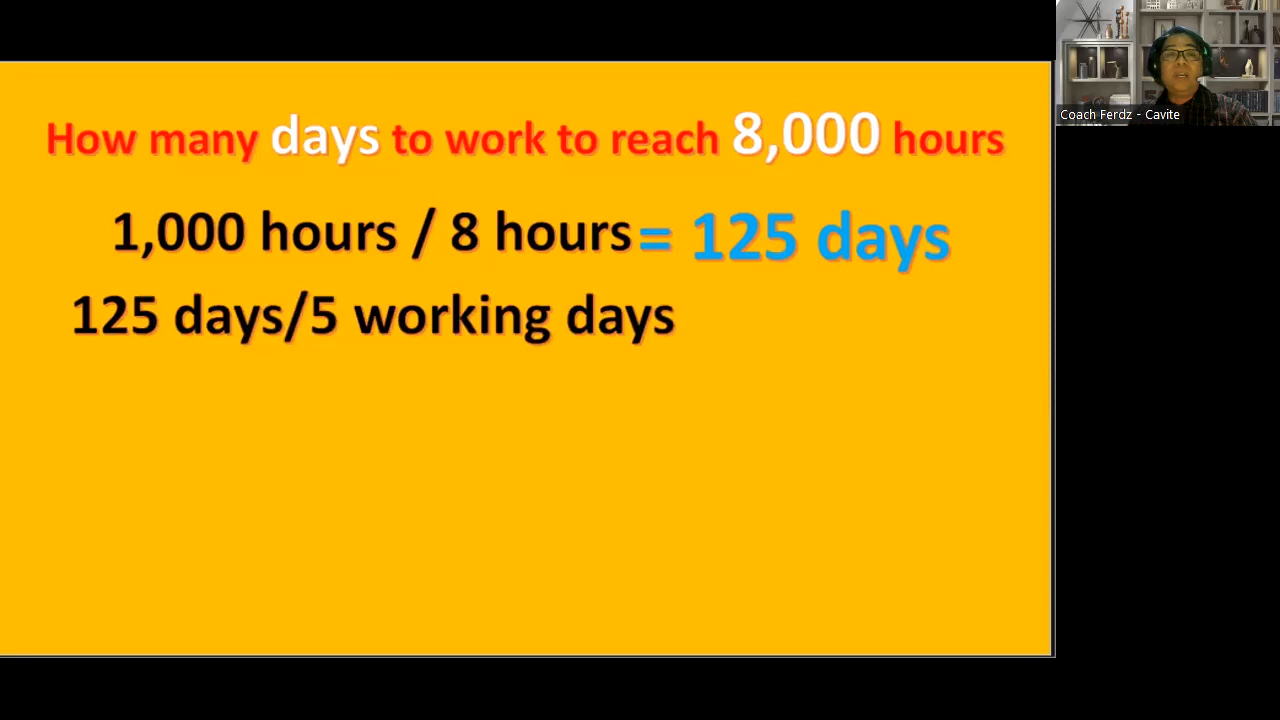 How many days to work to reach 8,000 hours
1,000 hours / 8 hours = 125 days
125 days/5 working days
Coach Ferdz - Cavite